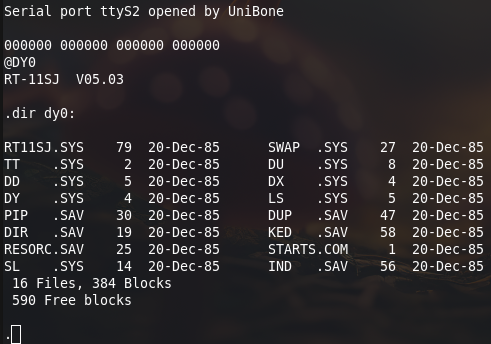 Serial port ttyS2 opened by UniBone
000000 000000 000000 000000
@DY0
RT-11SJ  V05.03
.dir dy0:
RT11SJ.SYS    79  20-Dec-85      SWAP  .SYS    27  20-Dec-85
TT    .SYS     2  20-Dec-85      DU    .SYS     8  20-Dec-85
DD    .SYS     5  20-Dec-85      DX    .SYS     4  20-Dec-85
DY    .SYS     4  20-Dec-85      LS    .SYS     5  20-Dec-85
PIP   .SAV    30  20-Dec-85      DUP   .SAV    47  20-Dec-85
DIR   .SAV    19  20-Dec-85      KED   .SAV    58  20-Dec-85
RESORC.SAV    25  20-Dec-85      STARTS.COM     1  20-Dec-85
SL    .SYS    14  20-Dec-85      IND   .SAV    56  20-Dec-85
 16 Files, 384 Blocks
 590 Free blocks
.